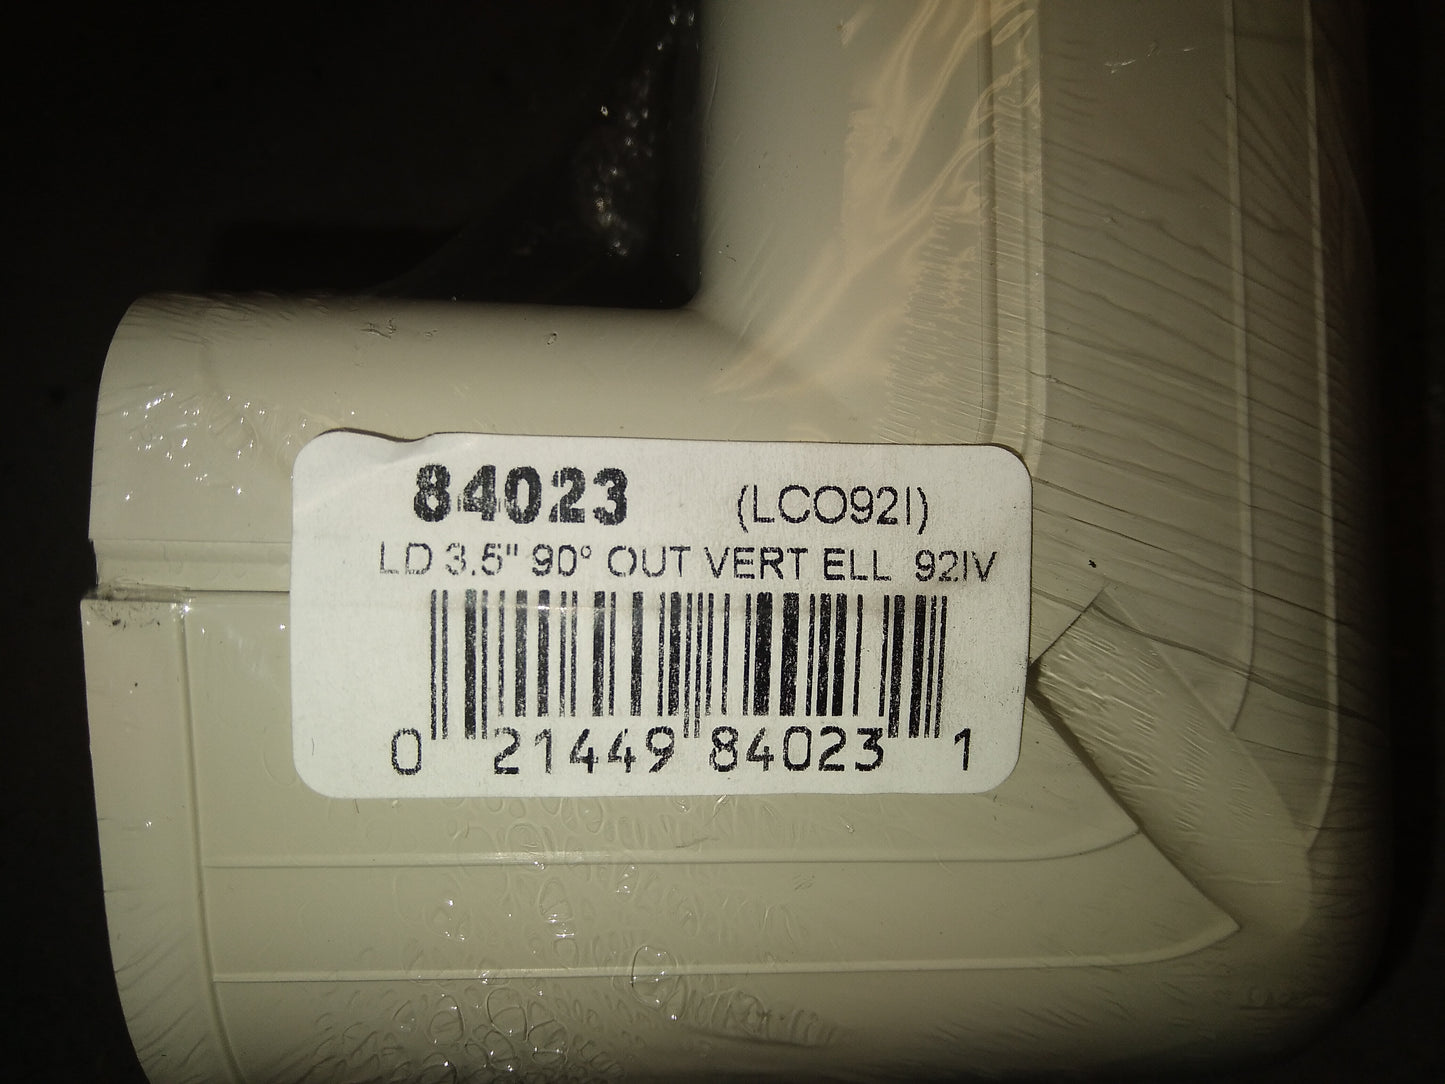 84023 (LCO92I)
LD 3.5" 90° OUT VERT ELL 92IV
0 21449 84023 1